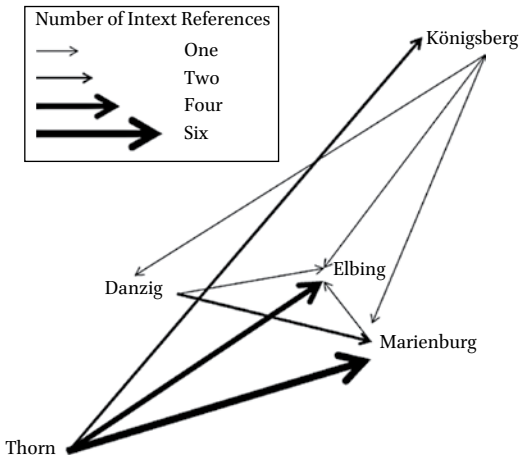 Number of Intext References
One
Two
Four
Six
Königsberg
Elbing
Danzig
Marienburg
Thorn